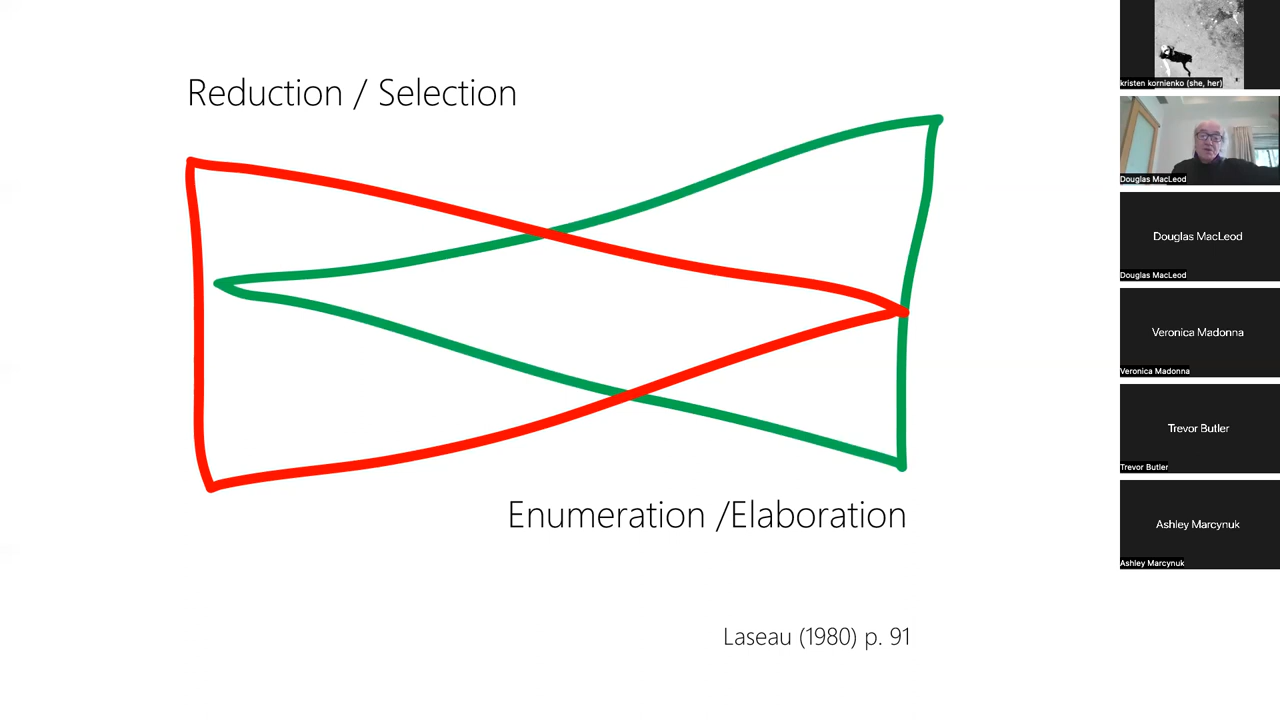 Reduction / Selection
Enumeration /Elaboration
Laseau (1980) p. 91
kristen kornienko (she, her)
Douglas MacLeod
Douglas MacLeod
Douglas MacLeod
Veronica Madonna
Veronica Madonna
Trevor Butler
Trevor Butler
Ashley Marcynuk
Ashley Marcynuk